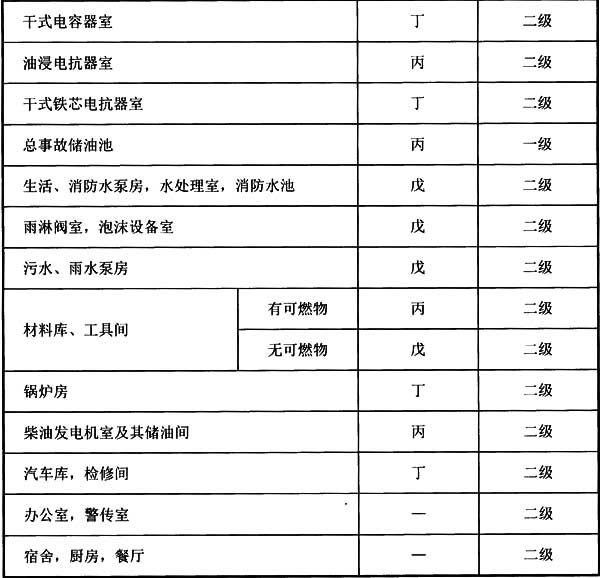 干式电容器室 丁 二级
油浸电抗器室 丙 二级
干式铁芯电抗器室 丁 二级
总事故储油池 丙 一级
生活、消防水泵房，水处理室，消防水池 戊 二级
雨淋阀室，泡沫设备室 戊 二级
污水、雨水泵房 戊 二级
材料库、工具间 有可燃物 丙 二级
无可燃物 戊 二级
锅炉房 丁 二级
柴油发电机室及其储油间 丙 二级
汽车库，检修间 丁 二级
办公室，警传室 — 二级
宿舍，厨房，餐厅 — 二级